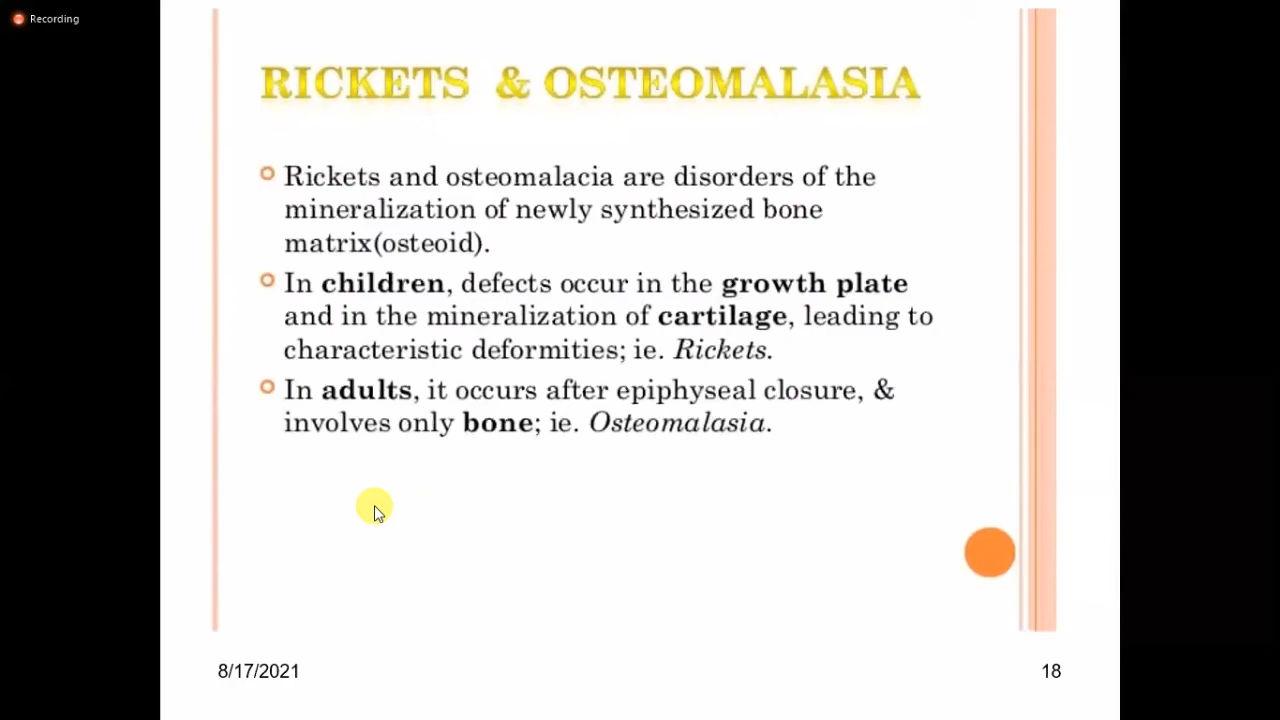 Recording
RICKETS & OSTEOMALASIA
Rickets and osteomalacia are disorders of the
mineralization of newly synthesized bone
matrix(osteoid).
In children, defects occur in the growth plate
and in the mineralization of cartilage, leading to
characteristic deformities; ie. Rickets.
In adults, it occurs after epiphyseal closure, &
involves only bone; ie. Osteomalasia.
8/17/2021
18